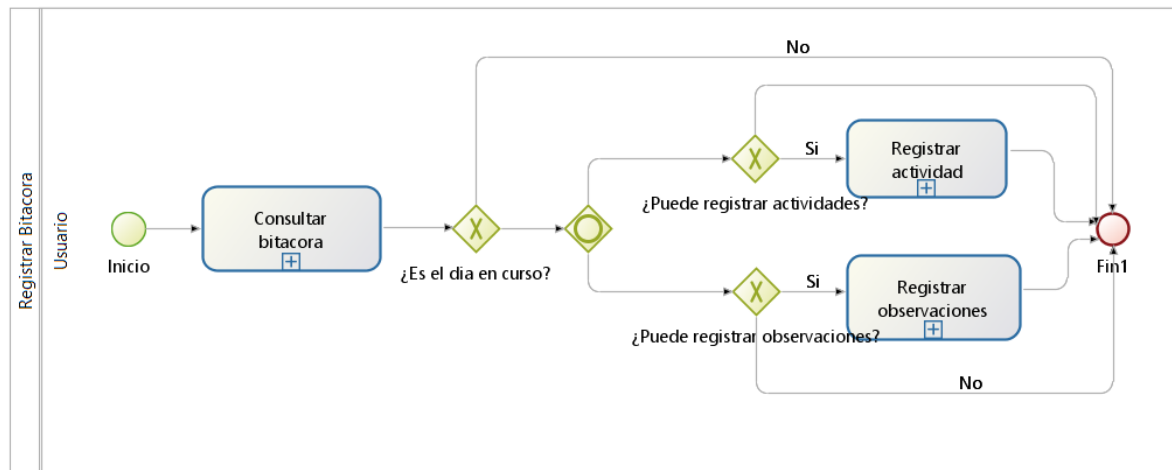 Registrar Bitacora
Usuario
Inicio
Consultar
bitacora
¿Es el dia en curso?
No
¿Puede registrar actividades?
Si
Registrar
actividad
¿Puede registrar observaciones?
Si
Registrar
observaciones
No
Fin1